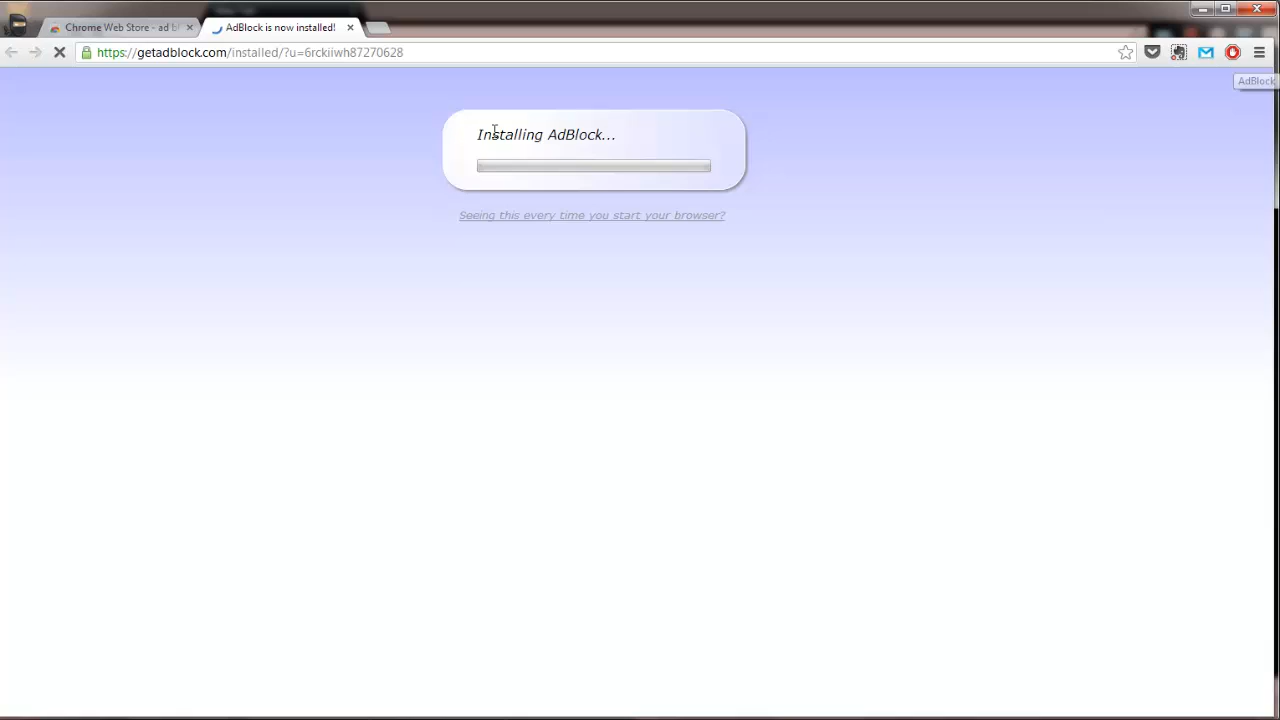 Chrome Web Store - ad bl
AdBlock is now installed!
https://getadblock.com/installed/?u=6rckiiwh87270628
AdBlock
Installing AdBlock...
Seeing this every time you start your browser?